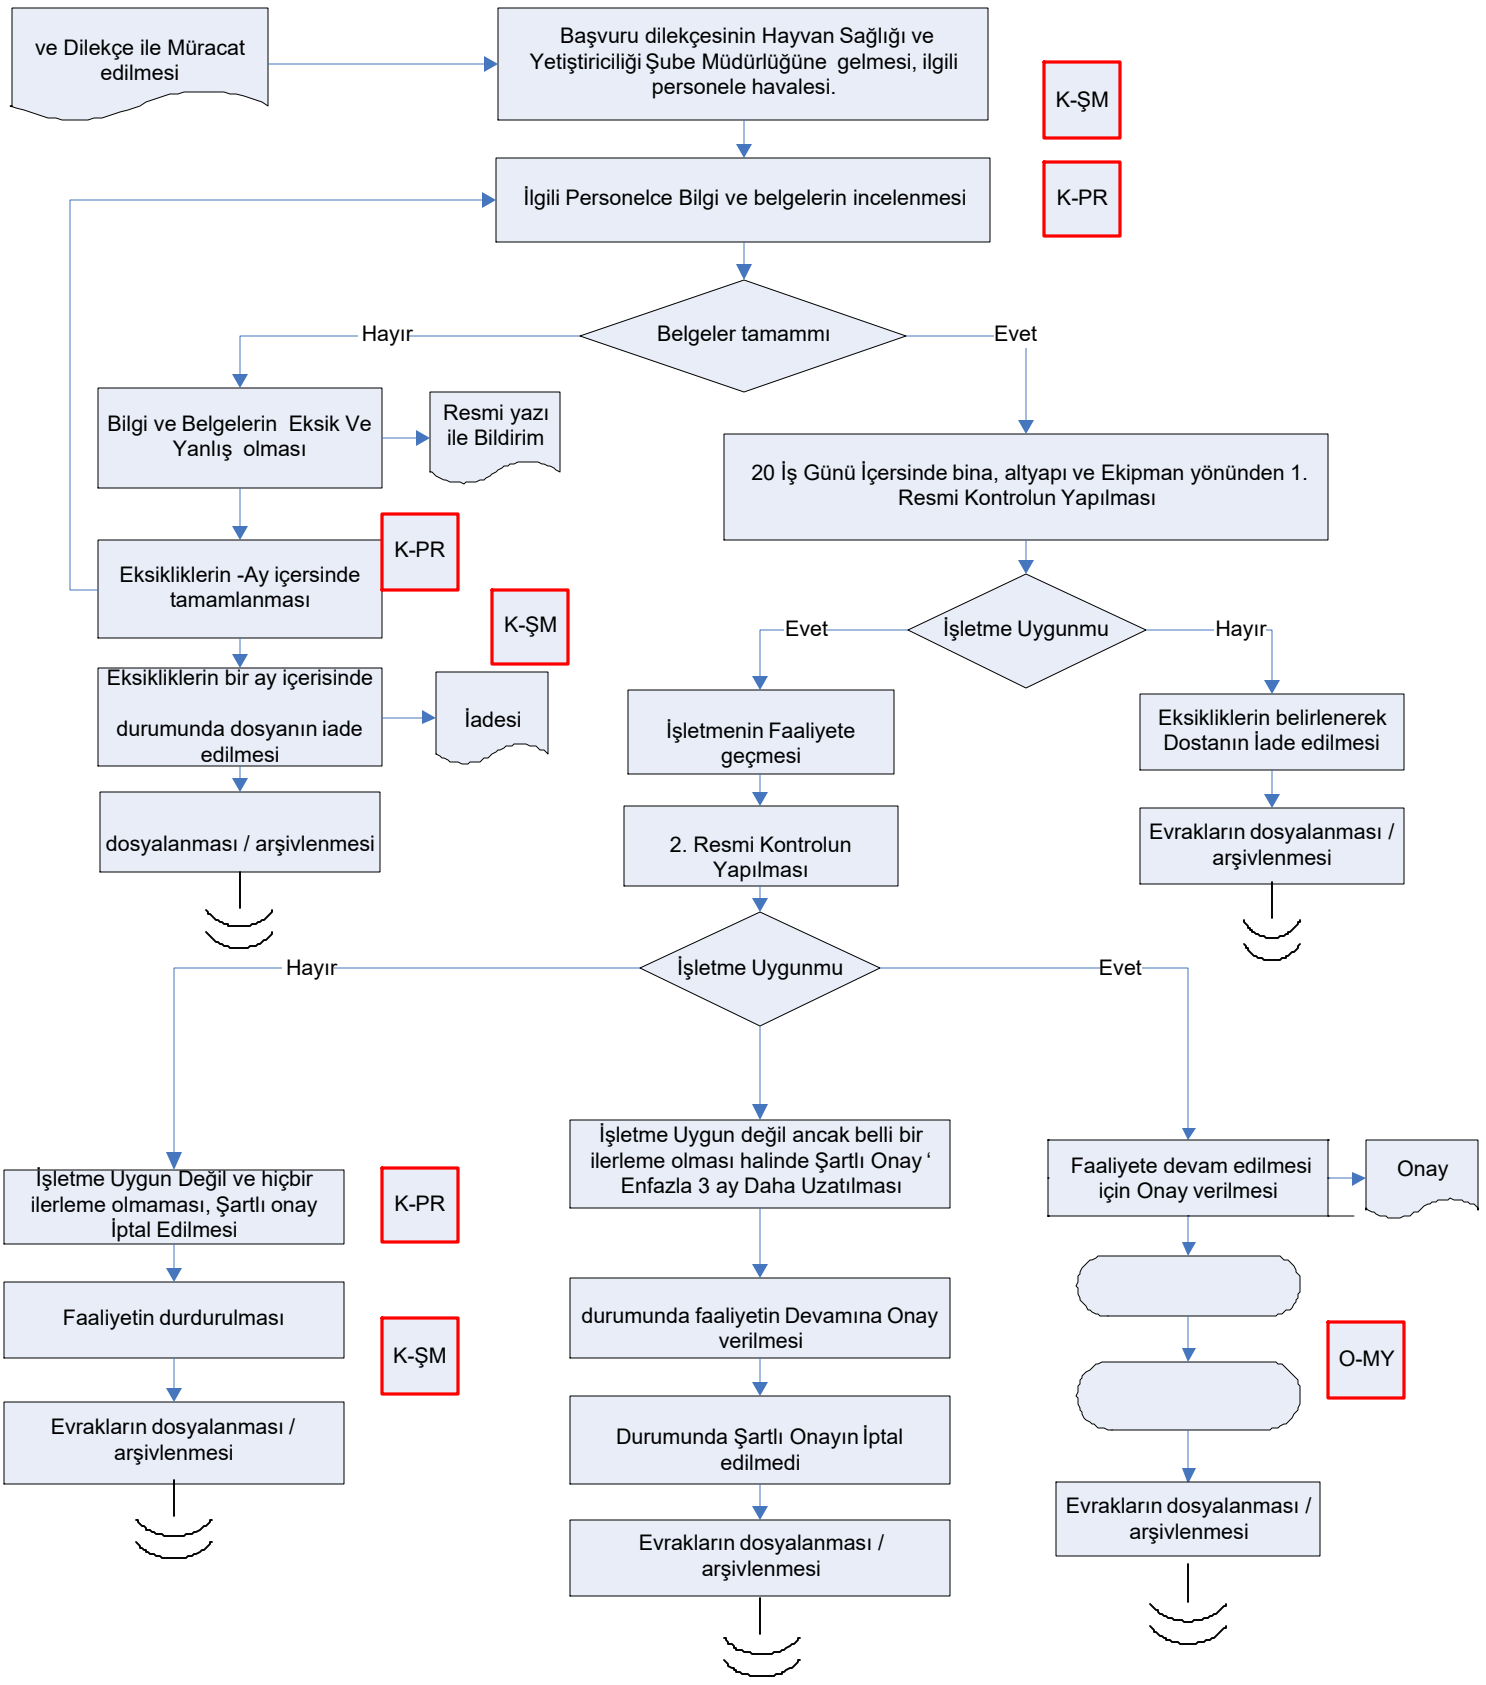 ve Dilekçe ile Müracat
edilmesi
Başvuru dilekçesinin Hayvan Sağlığı ve
Yetiştiriciliği Şube Müdürlüğüne gelmesi, ilgili
personele havalesi.
K-ŞM
İlgili Personelce Bilgi ve belgelerin incelenmesi
K-PR
Belgeler tamammı
Hayır
Evet
Bilgi ve Belgelerin Eksik Ve
Yanlış olması
Resmi yazı
ile Bildirim
20 İş Günü İçersinde bina, altyapı ve Ekipman yönünden 1.
Resmi Kontrolun Yapılması
K-PR
Eksikliklerin -Ay içersinde
tamamlanması
K-ŞM
Evet
İşletme Uygunmu
Hayır
Eksikliklerin bir ay içerisinde
durumunda dosyanın iade
edilmesi
İadesi
İşletmenin Faaliyete
geçmesi
Eksikliklerin belirlenerek
Dostanın İade edilmesi
dosyalanması / arşivlenmesi
2. Resmi Kontrolun
Yapılması
Evrakların dosyalanması /
arşivlenmesi
Hayır
İşletme Uygunmu
Evet
İşletme Uygun Değil ve hiçbir
ilerleme olmaması, Şartlı onay
İptal Edilmesi
K-PR
İşletme Uygun değil ancak belli bir
ilerleme olması halinde Şartlı Onay ‘
Enfazla 3 ay Daha Uzatılması
Faaliyete devam edilmesi
için Onay verilmesi
Onay
Faaliyetin durdurulması
K-ŞM
durumunda faaliyetin Devamına Onay
verilmesi
O-MY
Evrakların dosyalanması /
arşivlenmesi
Durumunda Şartlı Onayın İptal
edilmedi
Evrakların dosyalanması /
arşivlenmesi
Evrakların dosyalanması /
arşivlenmesi